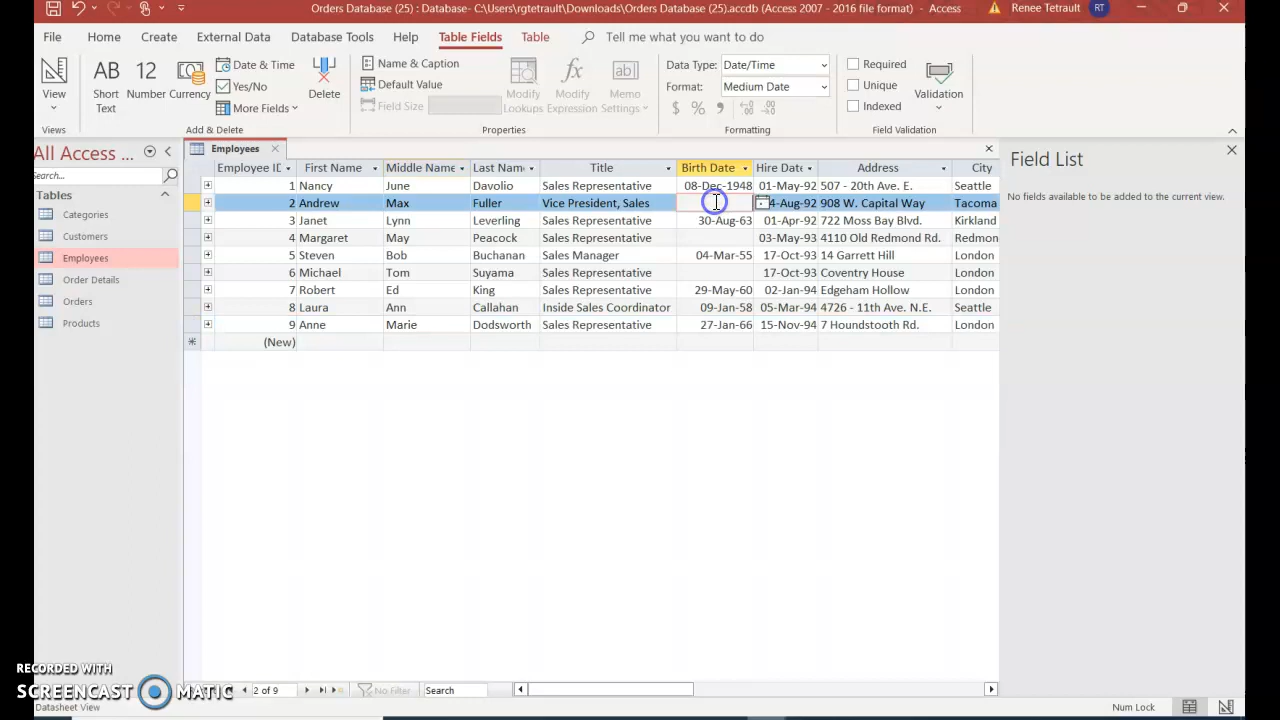 Orders Database (25) : Database- C:\Users\rgtetrault\Downloads\Orders Database (25).accdb (Access 2007 - 2016 file format) - Access
Renee Tetrault RT
File Home Create External Data Database Tools Help Table Fields Table Tell me what you want to do
View
Views
AB Short Text
12 Number
Currency
Date & Time
Yes/No
More Fields
Delete
Add & Delete
Name & Caption
Default Value
Field Size
Modify Lookups
fx Modify Expression
ab Memo Settings
Properties
Data Type: Date/Time
Format: Medium Date
$ % 9
Formatting
Required
Unique
Indexed
Validation
Field Validation
All Access ...
Search...
Tables
Categories
Customers
Employees
Order Details
Orders
Products
Employees
Employee ID First Name Middle Name Last Nam Title Birth Date Hire Date Address City
1 Nancy June Davolio Sales Representative 08-Dec-1948 01-May-92 507 - 20th Ave. E. Seattle
2 Andrew Max Fuller Vice President, Sales 4-Aug-92 908 W. Capital Way Tacoma
3 Janet Lynn Leverling Sales Representative 30-Aug-63 01-Apr-92 722 Moss Bay Blvd. Kirkland
4 Margaret May Peacock Sales Representative 03-May-93 4110 Old Redmond Rd. Redmon
5 Steven Bob Buchanan Sales Manager 04-Mar-55 17-Oct-93 14 Garrett Hill London
6 Michael Tom Suyama Sales Representative 17-Oct-93 Coventry House London
7 Robert Ed King Sales Representative 29-May-60 02-Jan-94 Edgeham Hollow London
8 Laura Ann Callahan Inside Sales Coordinator 09-Jan-58 05-Mar-94 4726 - 11th Ave. N.E. Seattle
9 Anne Marie Dodsworth Sales Representative 27-Jan-66 15-Nov-94 7 Houndstooth Rd. London
(New)
Field List
No fields available to be added to the current view.
RECORDED WITH
SCREENCAST MATIC
2 of 9 No Filter Search
Datasheet View
Num Lock